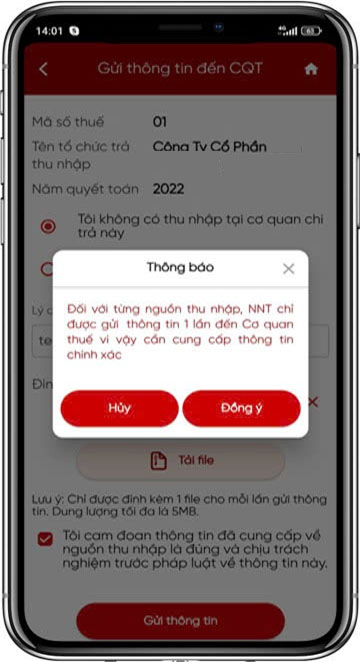 14:01
4G 63
Gửi thông tin đến CQT
Mã số thuế 01
Tên tổ chức trả Công Ty Cổ Phần
thu nhập
Năm quyết toán 2022
Tôi không có thu nhập tại cơ quan chi
trả này
Thông báo
Lý
Đối với từng nguồn thu nhập, NNT chỉ
được gửi thông tin 1 lần đến Cơ quan
te
thuế vì vậy cần cung cấp thông tin
chính xác
Đín
Hủy Đồng ý
Tải file
Lưu ý: Chỉ được đính kèm 1 file cho mỗi lần gửi thông
tin. Dung lượng tối đa là 5MB.
Tôi cam đoan thông tin đã cung cấp về
nguồn thu nhập là đúng và chịu trách
nghiệm trước pháp luật về thông tin này.
Gửi thông tin